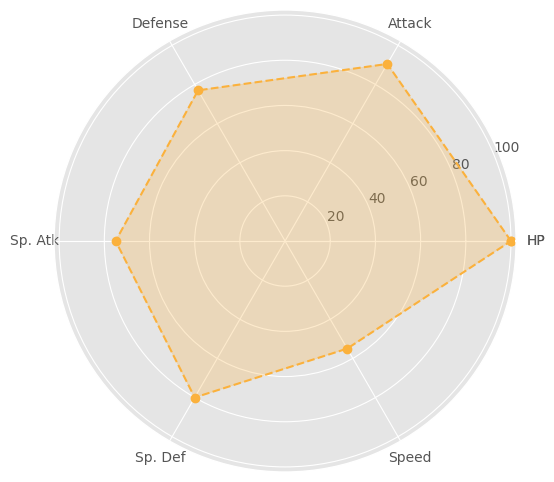 Defense
Attack
100
80
60
40
20
Sp. Atk
HP
Sp. Def
Speed